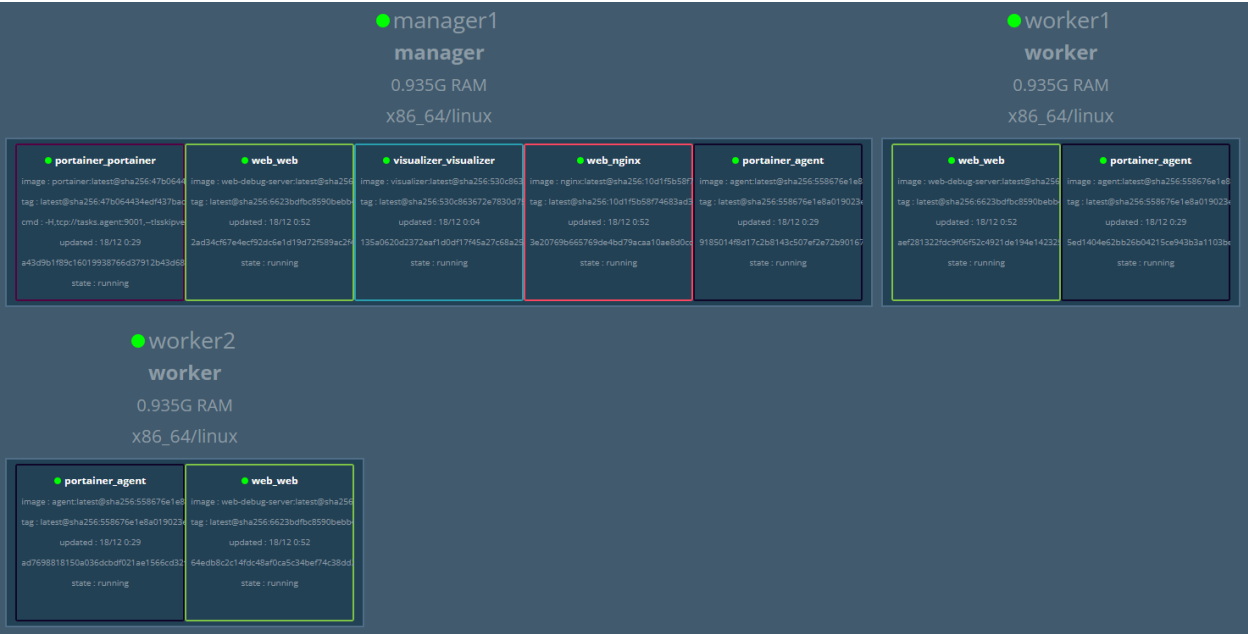 manager1
manager
0.935G RAM
x86_64/linux
portainer_portainer
image : portainer:latest@sha256:47b0644
tag : latest@sha256:47b064434edf437bad
cmd : -H,tcp://tasks.agent:9001,--tlsskipve
updated : 18/12 0:29
a43d9b1f89c16019938766d37912b43d68
state : running
web_web
image : web-debug-server:latest@sha256
tag : latest@sha256:6623bdfbc8590bebb
updated : 18/12 0:52
2ad34cf67e4ecf92dc6e1d19d72f589ac2f
state : running
visualizer_visualizer
image : visualizer:latest@sha256:530c863
tag : latest@sha256:530c863672e7830d7
updated : 18/12 0:04
135a0620d2372eaf1d0df17f45a27c68a25
state : running
web_nginx
image : nginx:latest@sha256:10d1f5b58f
tag : latest@sha256:10d1f5b58f74683ad3
updated : 18/12 0:52
3e20769b665769de4bd79acaa10ae8d0cc
state : running
portainer_agent
image : agent:latest@sha256:558676e1e8
tag : latest@sha256:558676e1e8a019023
updated : 18/12 0:29
9185014f8d17c2b8143c507ef2e72b90167
state : running
worker1
worker
0.935G RAM
x86_64/linux
web_web
image : web-debug-server:latest@sha256
tag : latest@sha256:6623bdfbc8590bebb
updated : 18/12 0:52
aef281322fdc9f06f52c4921de194e14232
state : running
portainer_agent
image : agent:latest@sha256:558676e1e8
tag : latest@sha256:558676e1e8a019023
updated : 18/12 0:29
5ed1404e62bb26b04215ce943b3a1103be
state : running
worker2
worker
0.935G RAM
x86_64/linux
portainer_agent
image : agent:latest@sha256:558676e1e8
tag : latest@sha256:558676e1e8a019023
updated : 18/12 0:29
ad7698818150a036dcbdf021ae1566cd32
state : running
web_web
image : web-debug-server:latest@sha256
tag : latest@sha256:6623bdfbc8590bebb
updated : 18/12 0:52
64edb8c2c14fdc48af0ca5c34bef74c38dd
state : running